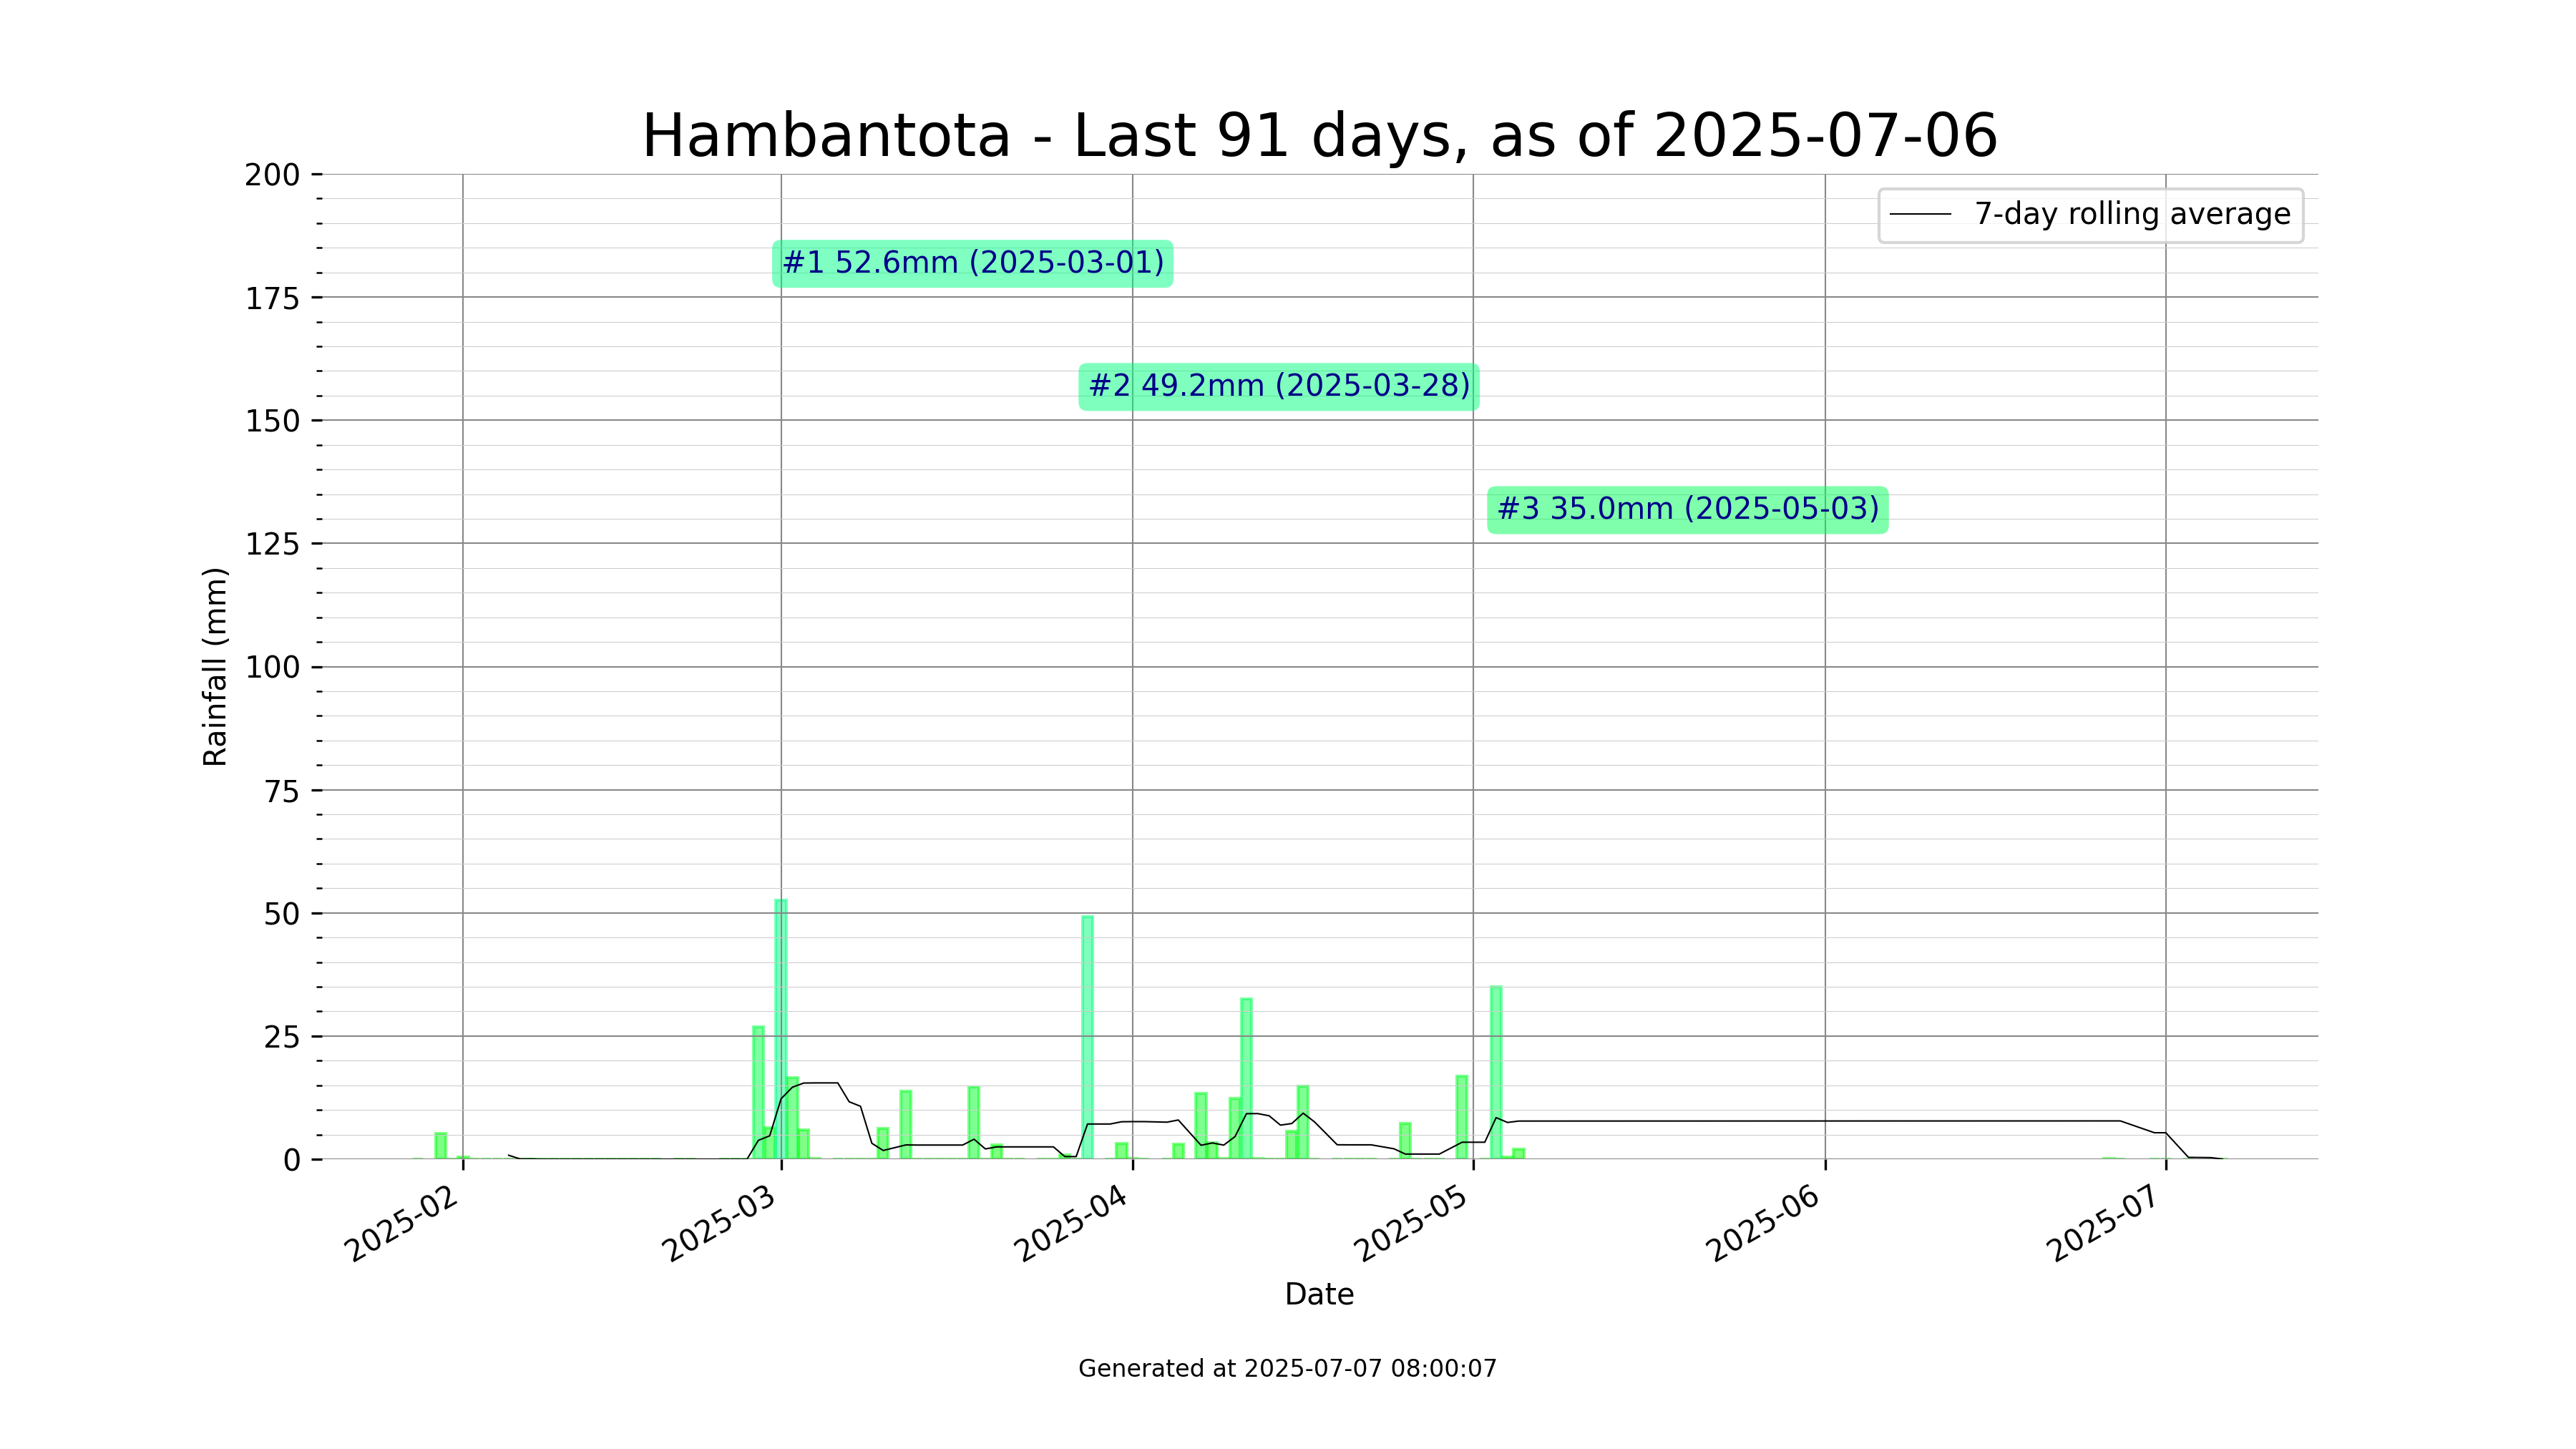 Hambantota - Last 91 days, as of 2025-07-06
200
175
150
125
100
75
50
25
0
Rainfall (mm)
7-day rolling average
#1 52.6mm (2025-03-01)
#2 49.2mm (2025-03-28)
#3 35.0mm (2025-05-03)
2025-02
2025-03
2025-04
2025-05
2025-06
2025-07
Date
Generated at 2025-07-07 08:00:07